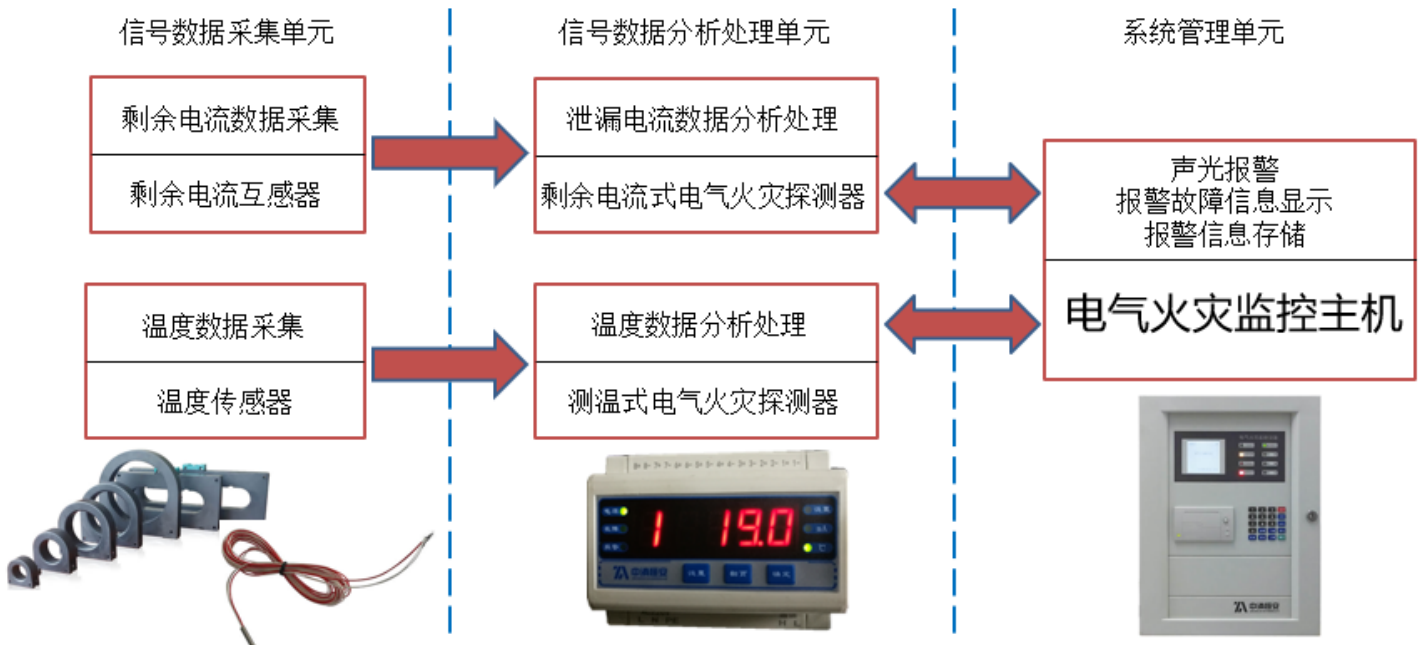 信号数据采集单元
信号数据分析处理单元
系统管理单元
剩余电流数据采集
剩余电流互感器
泄漏电流数据分析处理
剩余电流式电气火灾探测器
声光报警
报警故障信息显示
报警信息存储
电气火灾监控主机
温度数据采集
温度传感器
温度数据分析处理
测温式电气火灾探测器
1 19.0
℃